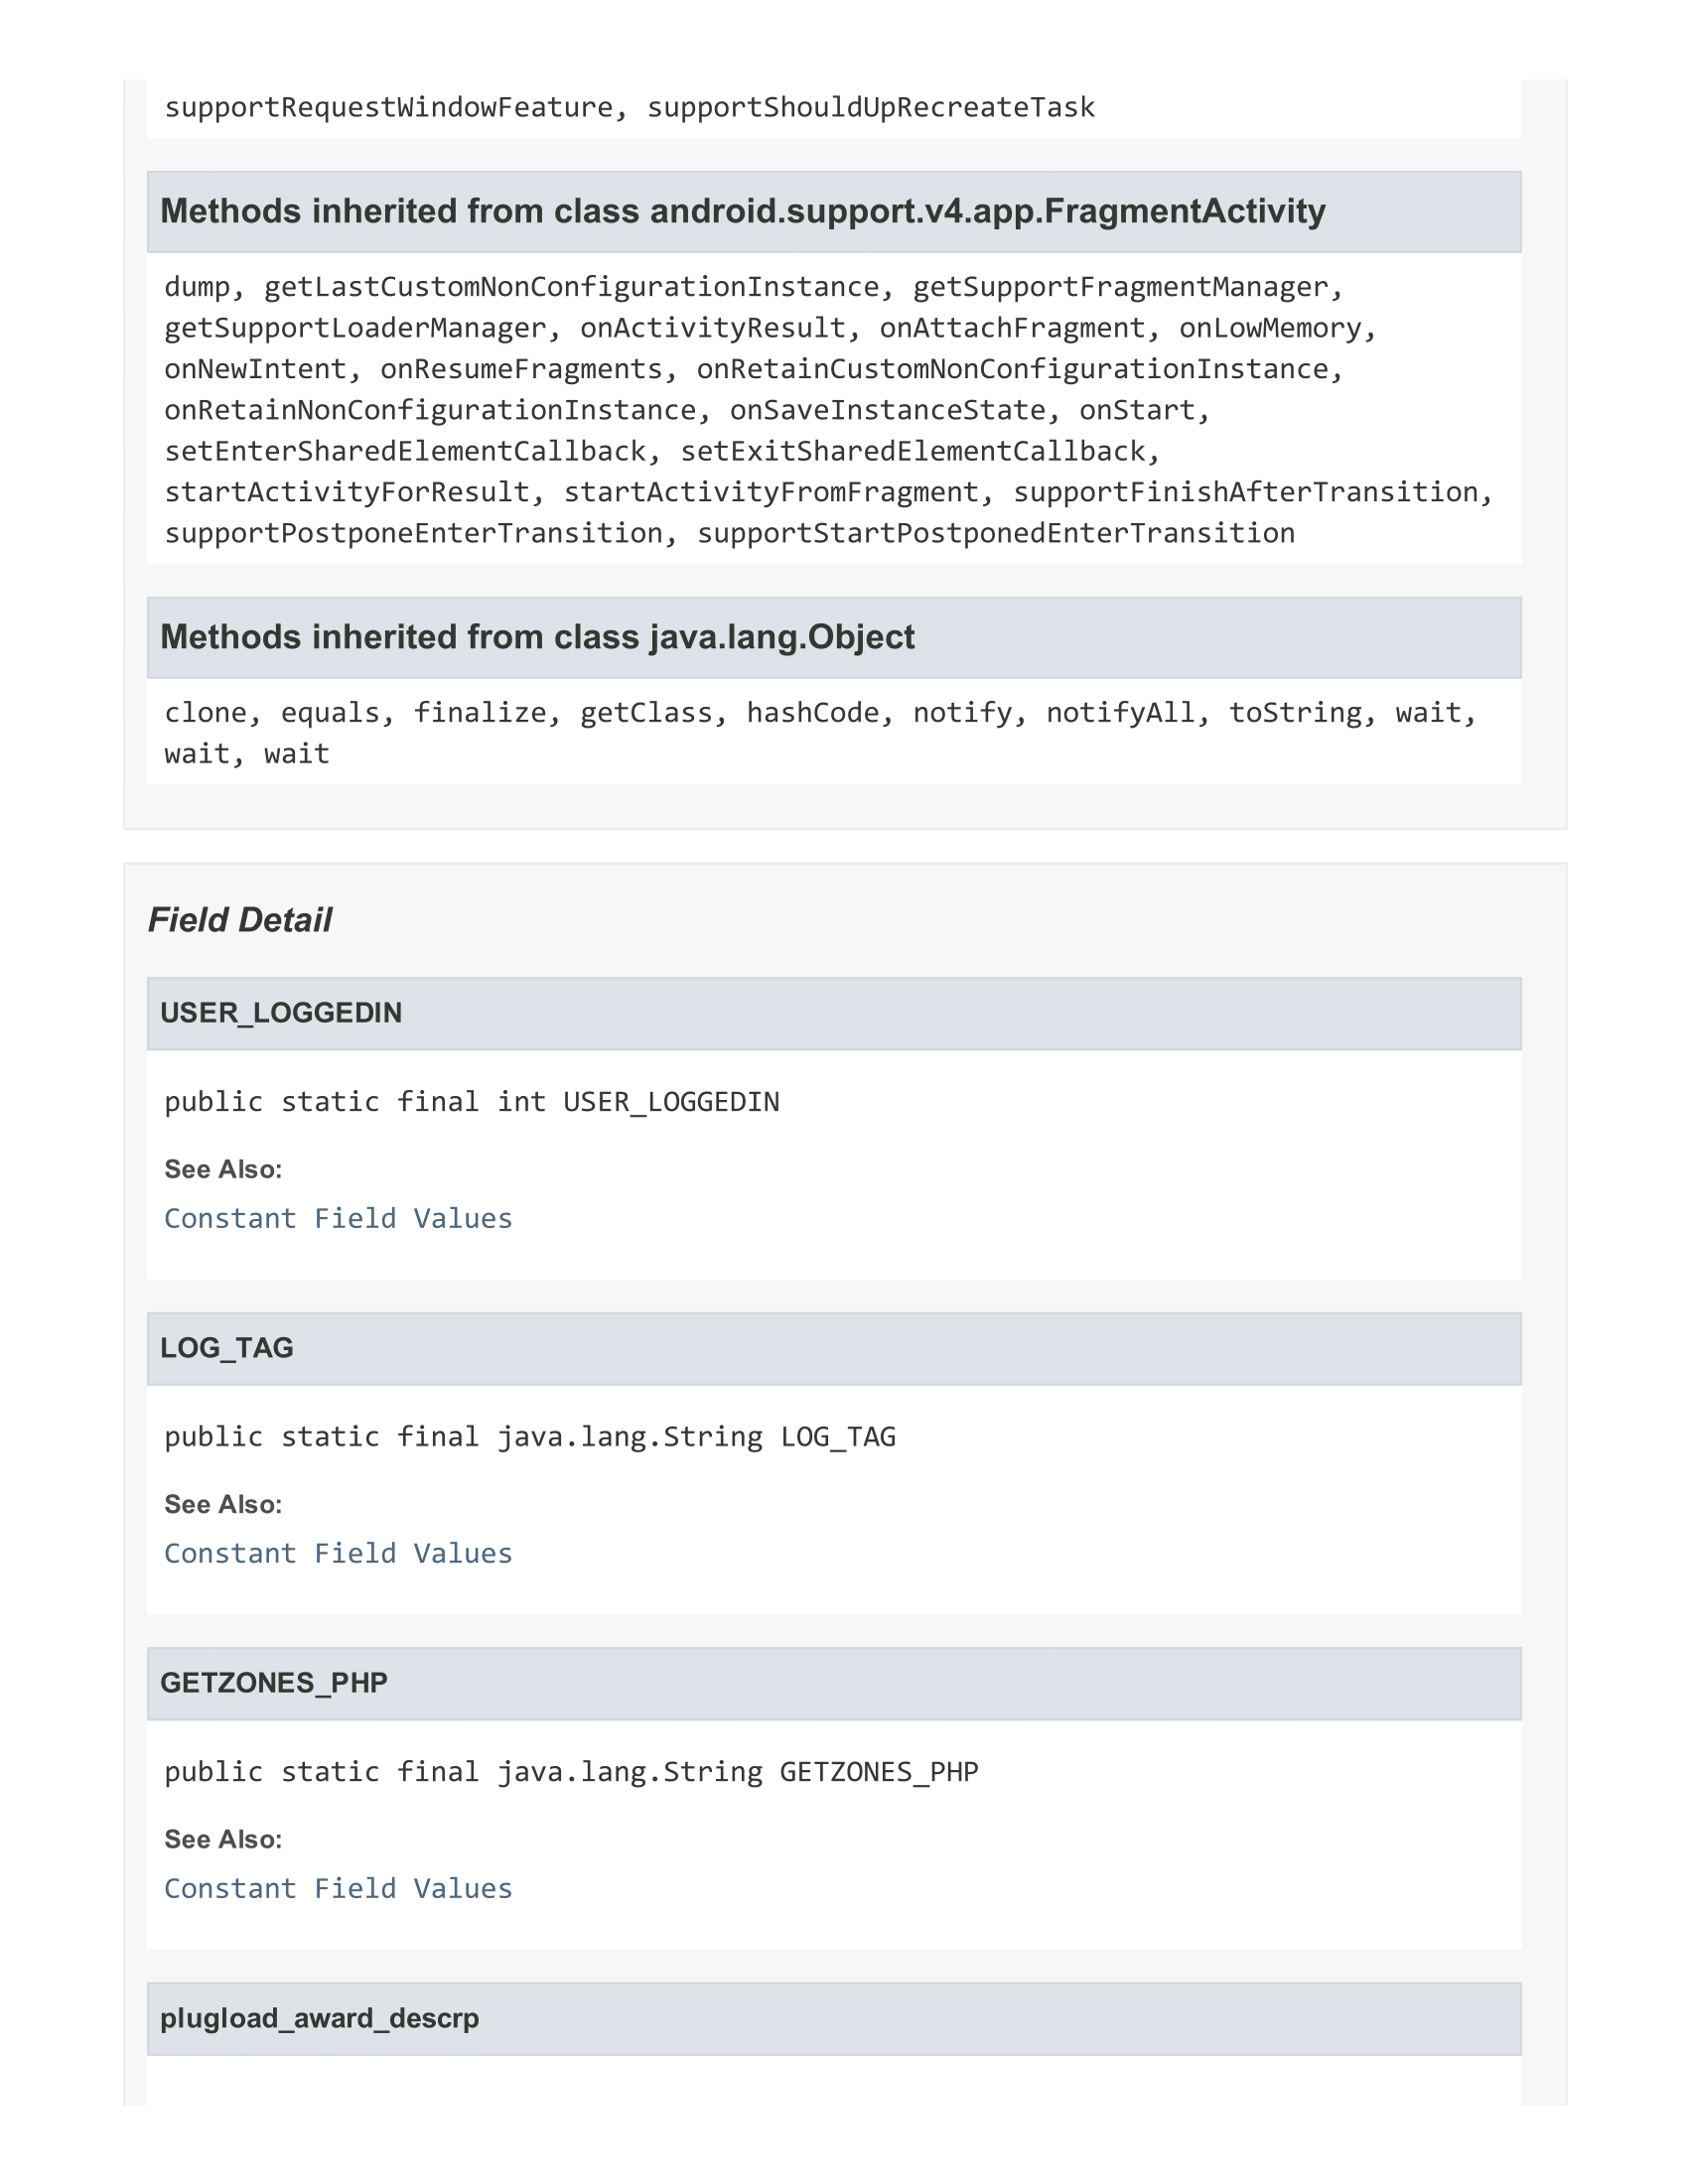 supportRequestWindowFeature, supportShouldUpRecreateTask
Methods inherited from class android.support.v4.app.FragmentActivity
dump, getLastCustomNonConfigurationInstance, getSupportFragmentManager,
getSupportLoaderManager, onActivityResult, onAttachFragment, onLowMemory,
onNewIntent, onResumeFragments, onRetainCustomNonConfigurationInstance,
onRetainNonConfigurationInstance, onSaveInstanceState, onStart,
setEnterSharedElementCallback, setExitSharedElementCallback,
startActivityForResult, startActivityFromFragment, supportFinishAfterTransition,
supportPostponeEnterTransition, supportStartPostponedEnterTransition
Methods inherited from class java.lang.Object
clone, equals, finalize, getClass, hashCode, notify, notifyAll, toString, wait,
wait, wait
Field Detail
USER_LOGGEDIN
public static final int USER_LOGGEDIN
See Also:
Constant Field Values
LOG_TAG
public static final java.lang.String LOG_TAG
See Also:
Constant Field Values
GETZONES_PHP
public static final java.lang.String GETZONES_PHP
See Also:
Constant Field Values
plugload_award_descrp